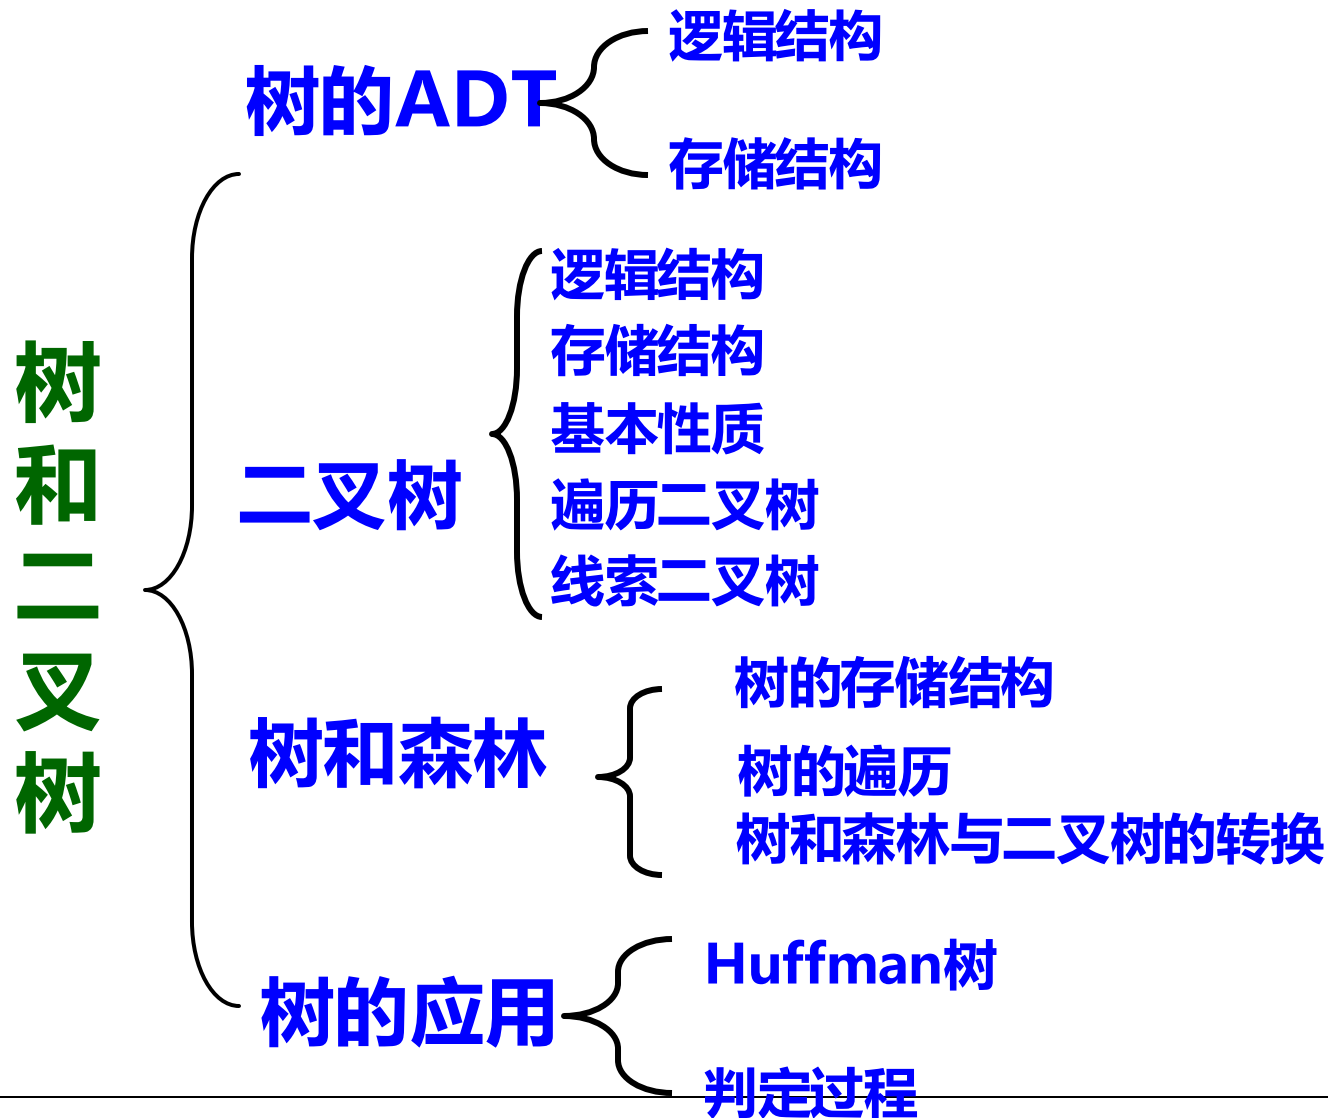 树和二叉树
树的ADT
逻辑结构
存储结构
二叉树
逻辑结构
存储结构
基本性质
遍历二叉树
线索二叉树
树和森林
树的存储结构
树的遍历
树和森林与二叉树的转换
树的应用
Huffman树
判定过程